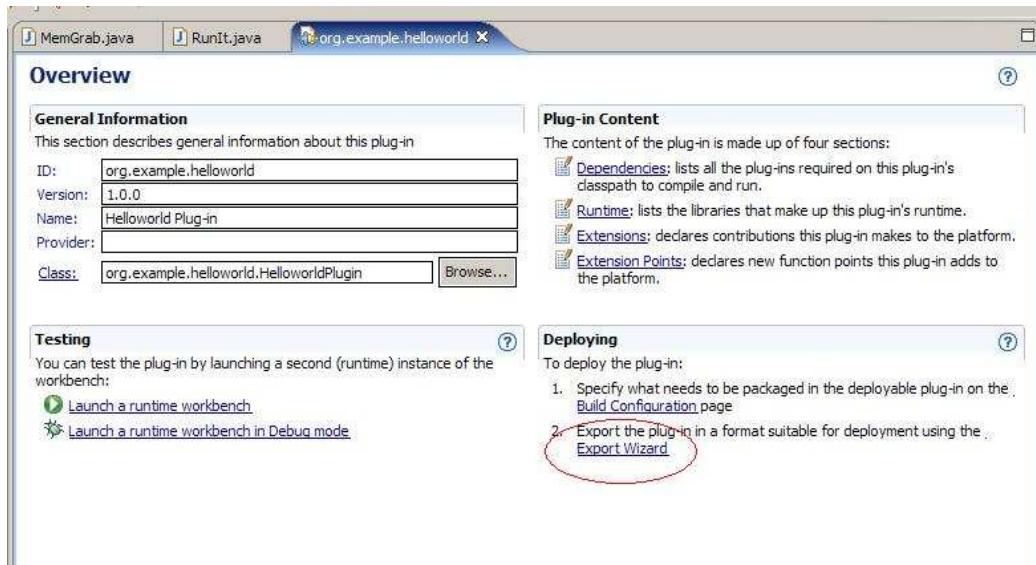 MemGrab.java
RunIt.java
org.example.helloworld
Overview
General Information
This section describes general information about this plug-in
ID:
org.example.helloworld
Version:
1.0.0
Name:
Helloworld Plug-in
Provider:
Class:
org.example.helloworld.HelloworldPlugin
Browse...
Plug-in Content
The content of the plug-in is made up of four sections:
Dependencies: lists all the plug-ins required on this plug-in's
classpath to compile and run.
Runtime: lists the libraries that make up this plug-in's runtime.
Extensions: declares contributions this plug-in makes to the platform.
Extension Points: declares new function points this plug-in adds to
the platform.
Testing
You can test the plug-in by launching a second (runtime) instance of the
workbench:
Launch a runtime workbench
Launch a runtime workbench in Debug mode
Deploying
To deploy the plug-in:
1. Specify what needs to be packaged in the deployable plug-in on the
Build Configuration page
2. Export the plug-in in a format suitable for deployment using the
Export Wizard